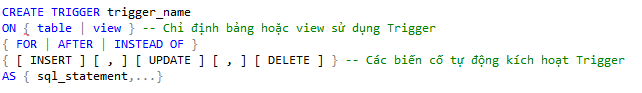 CREATE TRIGGER trigger_name
ON { table | view } -- Chỉ định bảng hoặc view sử dụng Trigger
{ FOR | AFTER | INSTEAD OF }
{ [ INSERT ] [ , ] [ UPDATE ] [ , ] [ DELETE ] } -- Các biến cố tự động kích hoạt Trigger
AS { sql_statement,...}